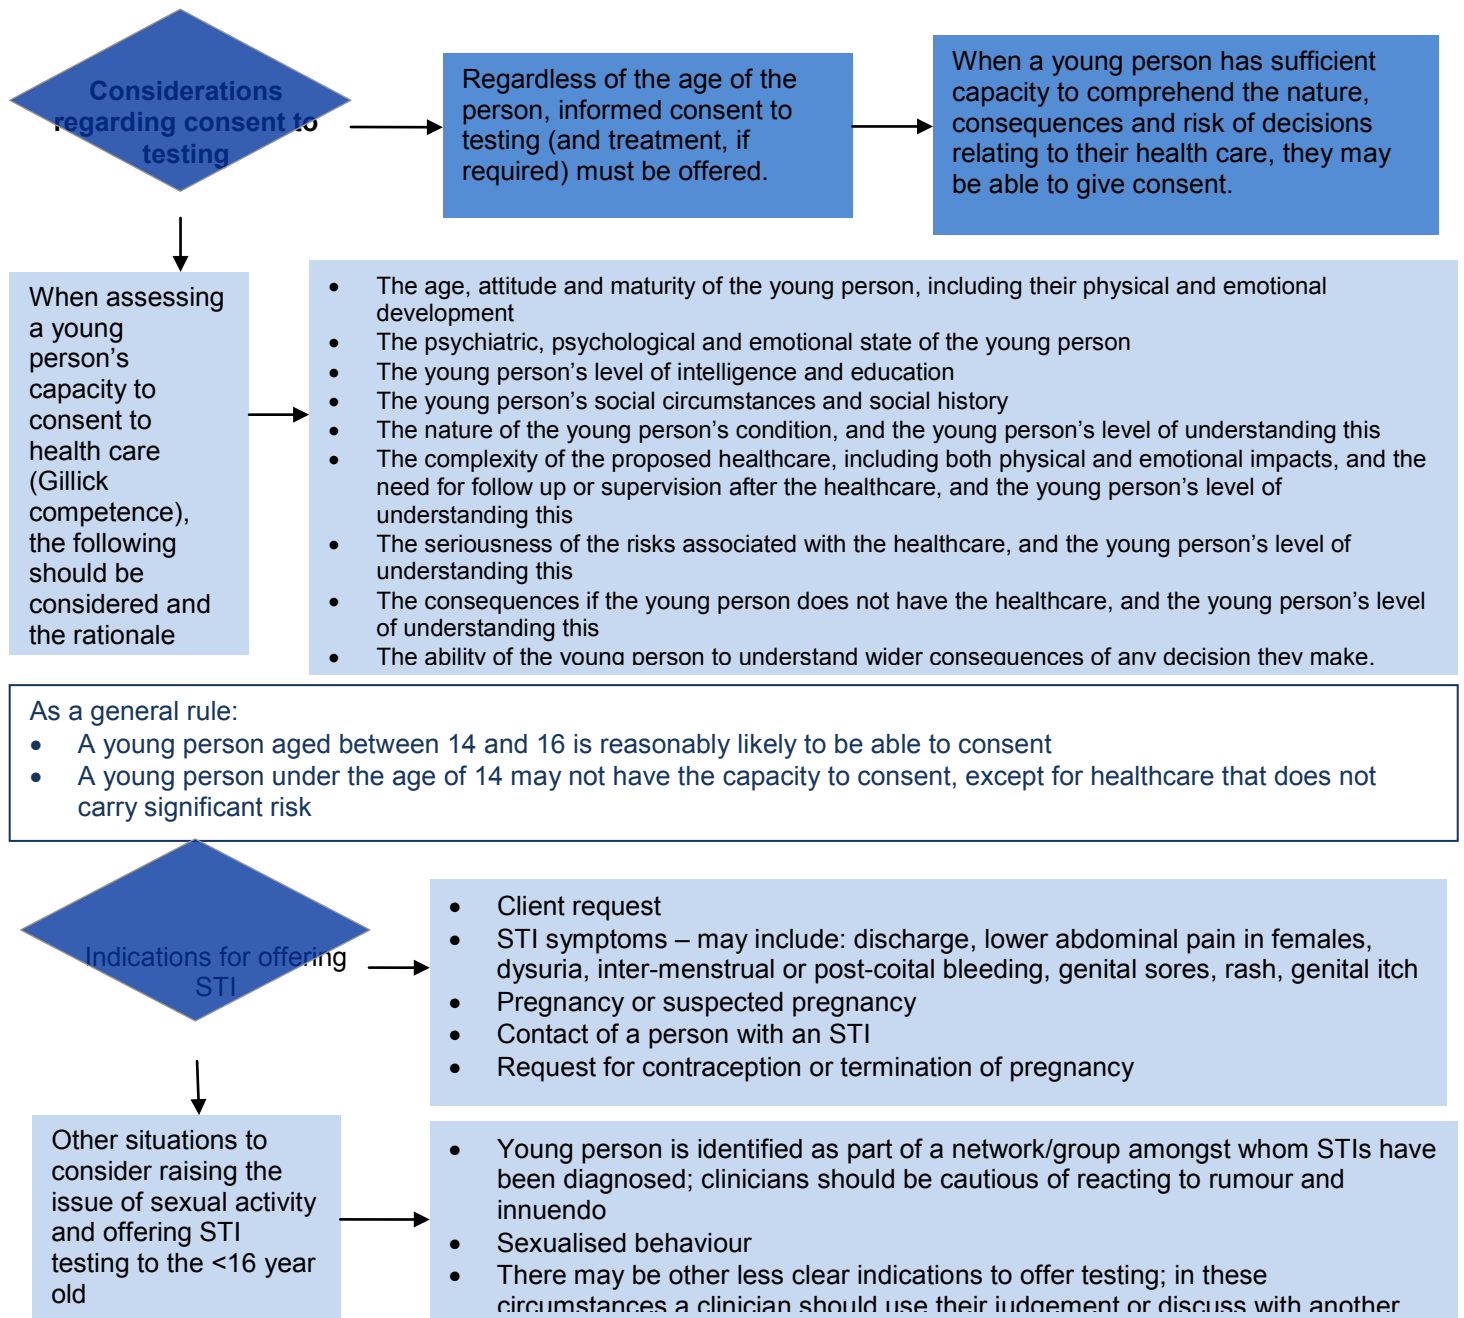 Considerations
regarding consent to
testing
Regardless of the age of the
person, informed consent to
testing (and treatment, if
required) must be offered.
When a young person has sufficient
capacity to comprehend the nature,
consequences and risk of decisions
relating to their health care, they may
be able to give consent.
When assessing
a young
person’s
capacity to
consent to
health care
(Gillick
competence),
the following
should be
considered and
the rationale
• The age, attitude and maturity of the young person, including their physical and emotional
development
• The psychiatric, psychological and emotional state of the young person
• The young person’s level of intelligence and education
• The young person’s social circumstances and social history
• The nature of the young person’s condition, and the young person’s level of understanding this
• The complexity of the proposed healthcare, including both physical and emotional impacts, and the
need for follow up or supervision after the healthcare, and the young person’s level of
understanding this
• The seriousness of the risks associated with the healthcare, and the young person’s level of
understanding this
• The consequences if the young person does not have the healthcare, and the young person’s level
of understanding this
• The ability of the young person to understand wider consequences of any decision they make.
As a general rule:
• A young person aged between 14 and 16 is reasonably likely to be able to consent
• A young person under the age of 14 may not have the capacity to consent, except for healthcare that does not
carry significant risk
Indications for offering
STI
• Client request
• STI symptoms – may include: discharge, lower abdominal pain in females,
dysuria, inter-menstrual or post-coital bleeding, genital sores, rash, genital itch
• Pregnancy or suspected pregnancy
• Contact of a person with an STI
• Request for contraception or termination of pregnancy
Other situations to
consider raising the
issue of sexual activity
and offering STI
testing to the <16 year
old
• Young person is identified as part of a network/group amongst whom STIs have
been diagnosed; clinicians should be cautious of reacting to rumour and
innuendo
• Sexualised behaviour
• There may be other less clear indications to offer testing; in these
circumstances a clinician should use their judgement or discuss with another